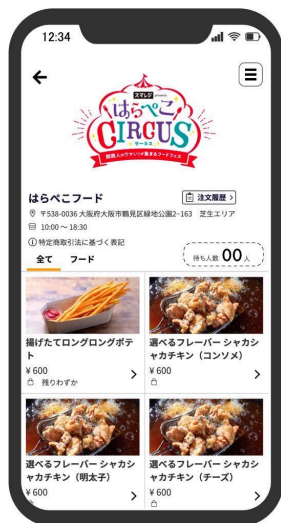 12:34
スマレジ presents
はらぺこ
CIRCUS
サーカス
関西人のウマい!が集まるフードフェス
はらぺこフード
注文履歴 >
〒538-0036 大阪府大阪市鶴見区緑地公園2-163 芝生エリア
10:00 ~ 18:30
特定商取引法に基づく表記
全て フード
待ち人数 00人
揚げたてロングロングポテ
ト
¥600
残りわずか
選べるフレーバー シャカシ
ャカチキン（コンソメ）
¥600
選べるフレーバー シャカシ
ャカチキン（明太子）
¥600
選べるフレーバー シャカシ
ャカチキン（チーズ）
¥600